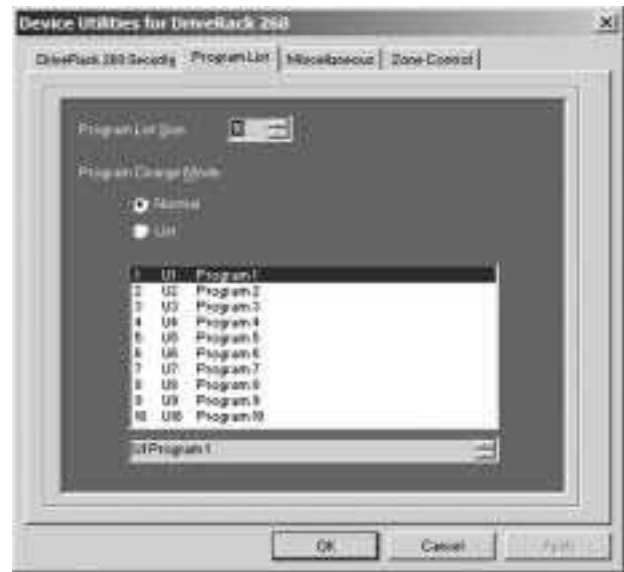 Device Utilities for DriveRack 260
DriveRack 260 Security Program List Miscellaneous Zone Control
Program List Size
10
Program Change Mode
Normal
List
1 U1 Program 1
2 U2 Program 2
3 U3 Program 3
4 U4 Program 4
5 U5 Program 5
6 U6 Program 6
7 U7 Program 7
8 U8 Program 8
9 U9 Program 9
10 U10 Program 10
U1 Program 1
OK Cancel Apply